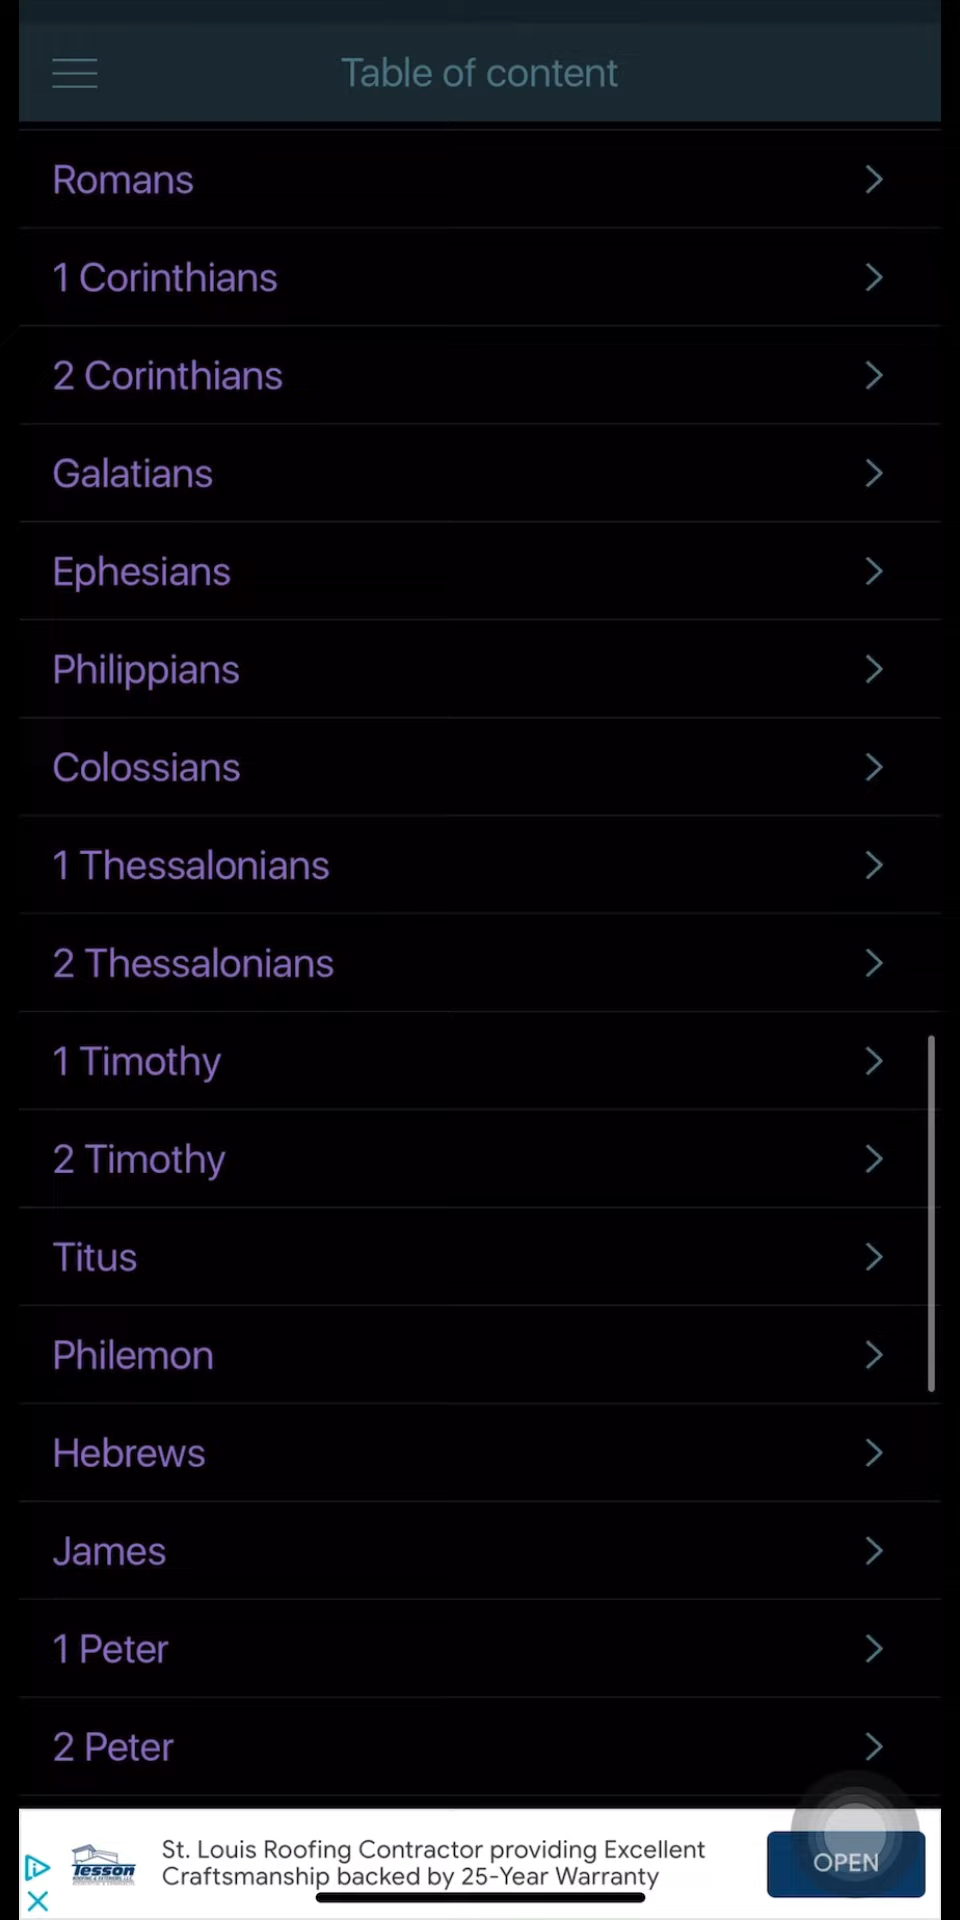 Table of content
Romans
1 Corinthians
2 Corinthians
Galatians
Ephesians
Philippians
Colossians
1 Thessalonians
2 Thessalonians
1 Timothy
2 Timothy
Titus
Philemon
Hebrews
James
1 Peter
2 Peter
Tesson
St. Louis Roofing Contractor providing Excellent
Craftsmanship backed by 25-Year Warranty
OPEN